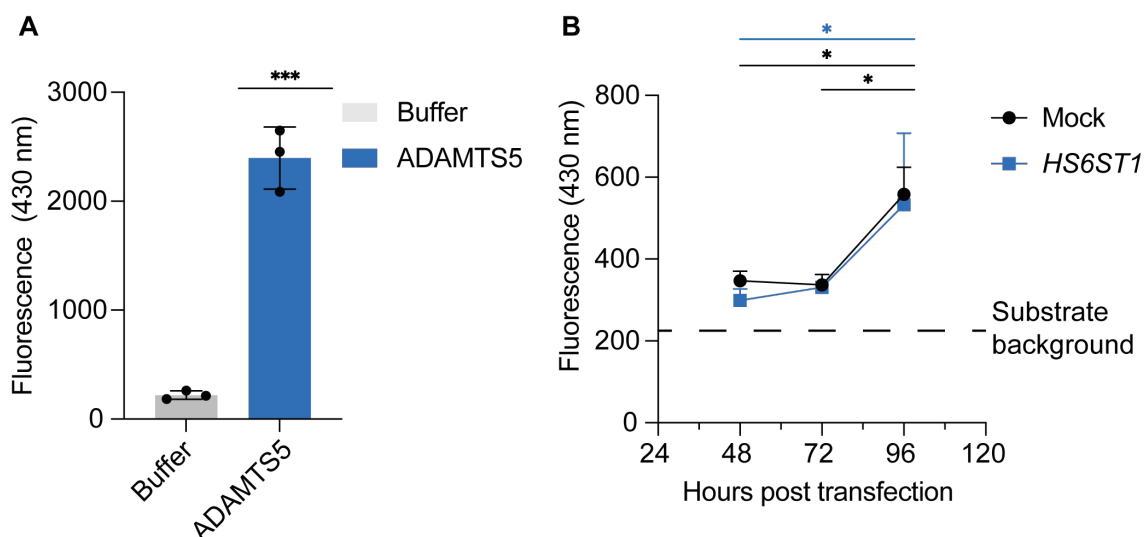 A
Fluorescence (430 nm)
3000
2000
1000
0
***
Buffer
ADAMTS5
Buffer
ADAMTS5
B
Fluorescence (430 nm)
800
600
400
200
0
*
*
*
Mock
HS6ST1
Substrate
background
24 48 72 96 120
Hours post transfection